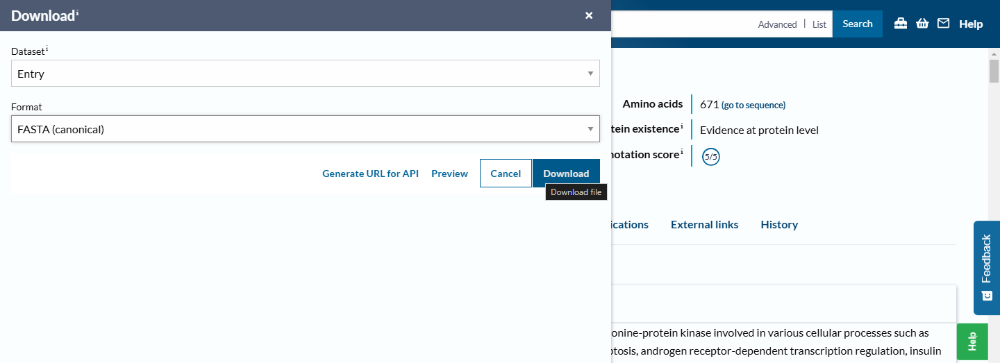 Downloadi
Advanced | List
Search
Help
Dataseti
Entry
Format
FASTA (canonical)
Generate URL for API
Preview
Cancel
Download
Download file
Amino acids
671 (go to sequence)
tein existencei
Evidence at protein level
notation scorei
5/5
ications
External links
History
onine-protein kinase involved in various cellular processes such as
ptosis, androgen receptor-dependent transcription regulation, insulin
Feedback
Help